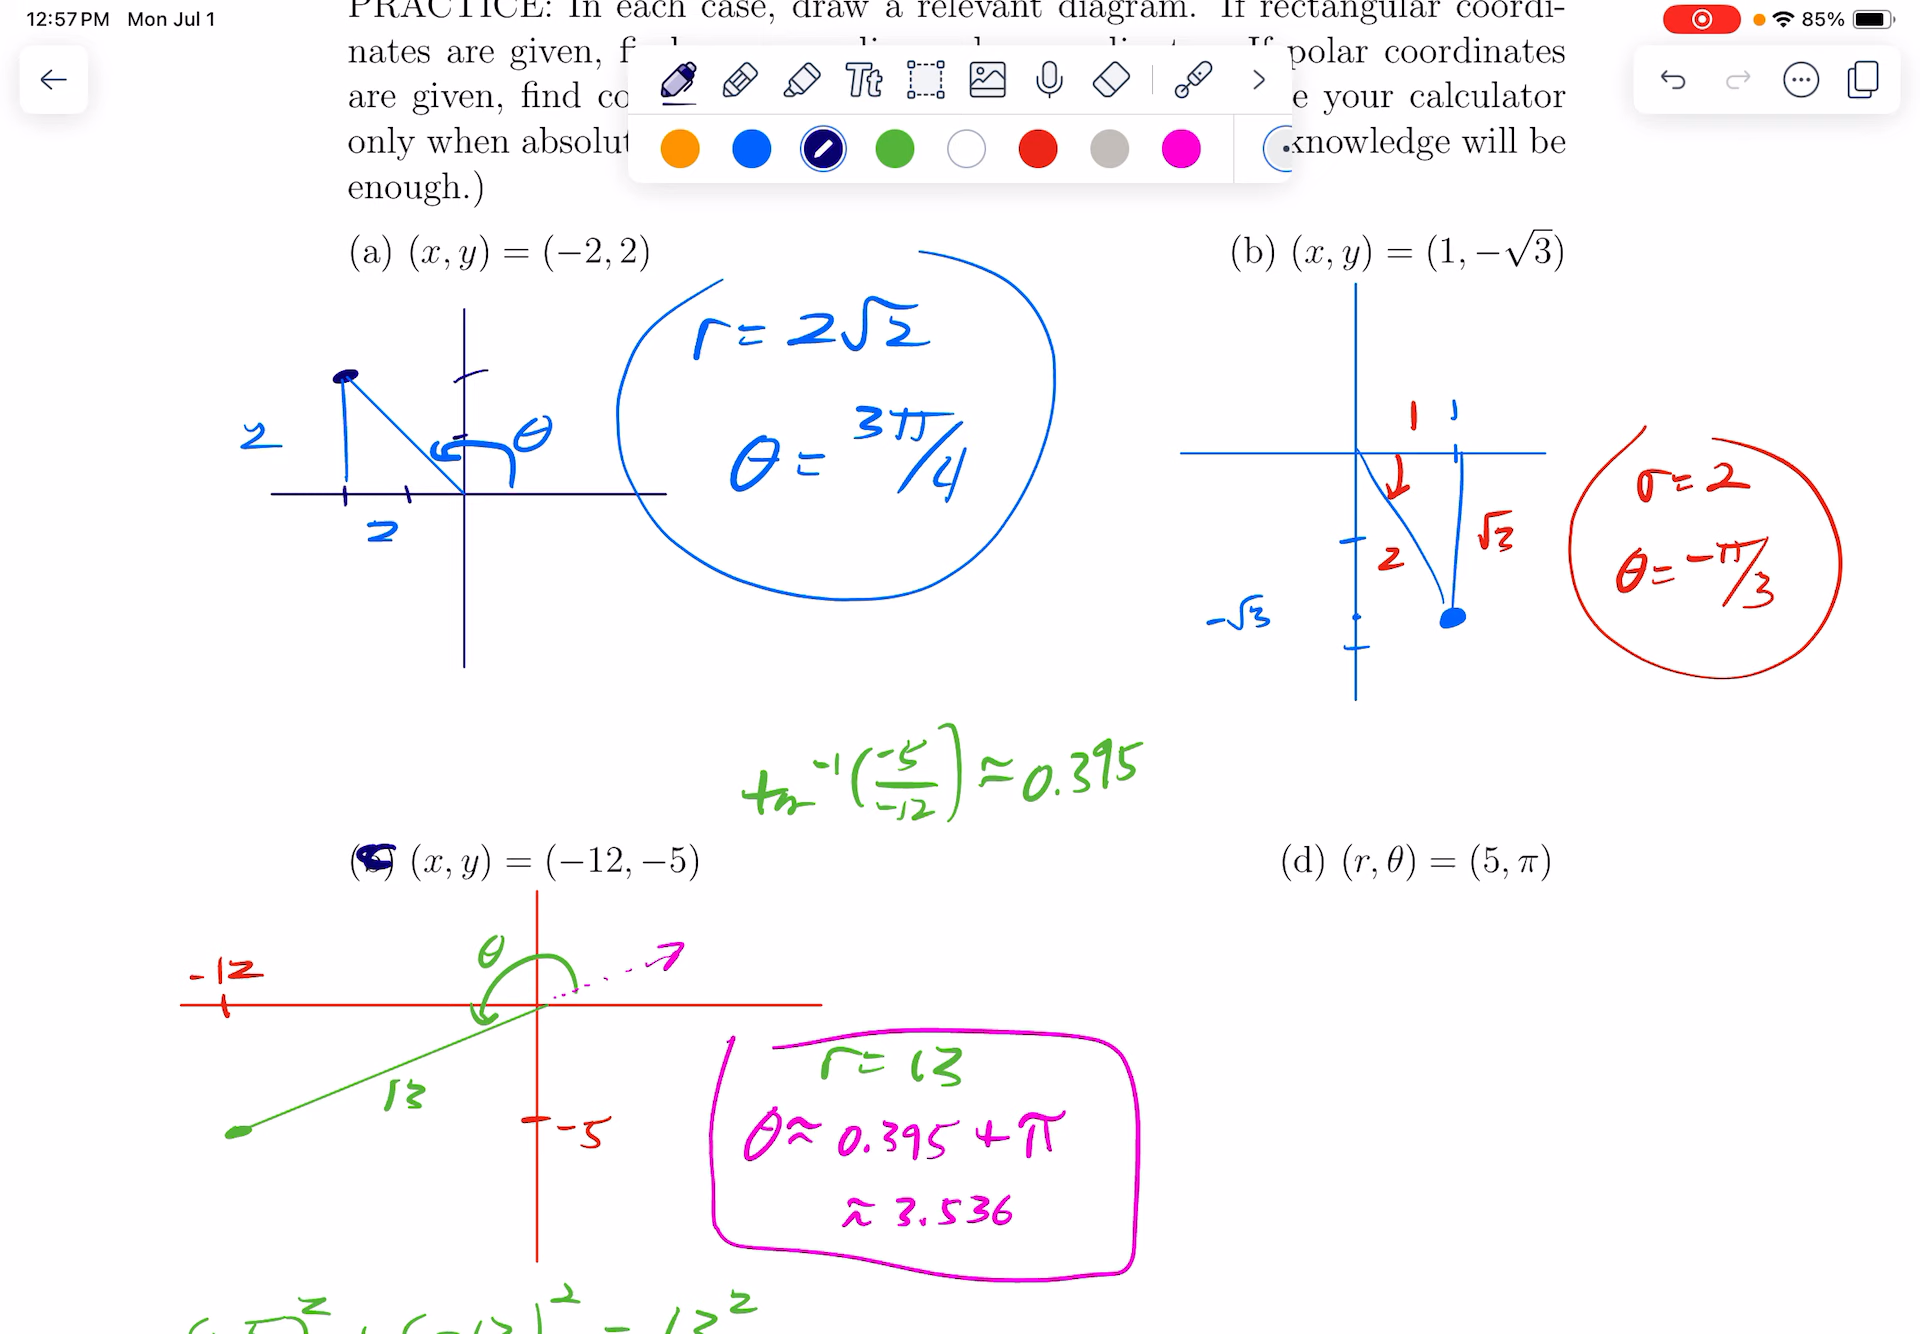 12:57 PM Mon Jul 1
85%
PRACTICE: In each case, draw a relevant diagram. If rectangular coordi-
nates are given, polar coordinates
are given, find co e your calculator
only when absolut knowledge will be
enough.)
Tt
(a) (x, y) = (−2, 2)
(b) (x, y) = (1, −√3)
r = 2√2
θ = 3π/4
2
θ
2
1 1
2
√3
-√3
r = 2
θ = -π/3
tan⁻¹(-5/-12) ≈ 0.395
(c) (x, y) = (−12, −5)
(d) (r, θ) = (5, π)
θ
-12
13
-5
r = 13
θ ≈ 0.395 + π
≈ 3.536